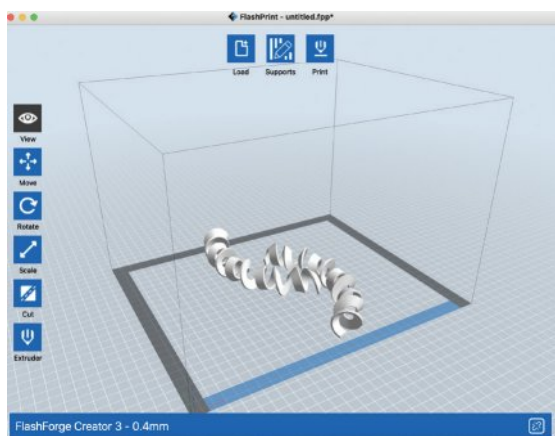 FlashPrint - untitled.fpp*
Load Supports Print
View
Move
Rotate
Scale
Cut
Extruder
FlashForge Creator 3 - 0.4mm